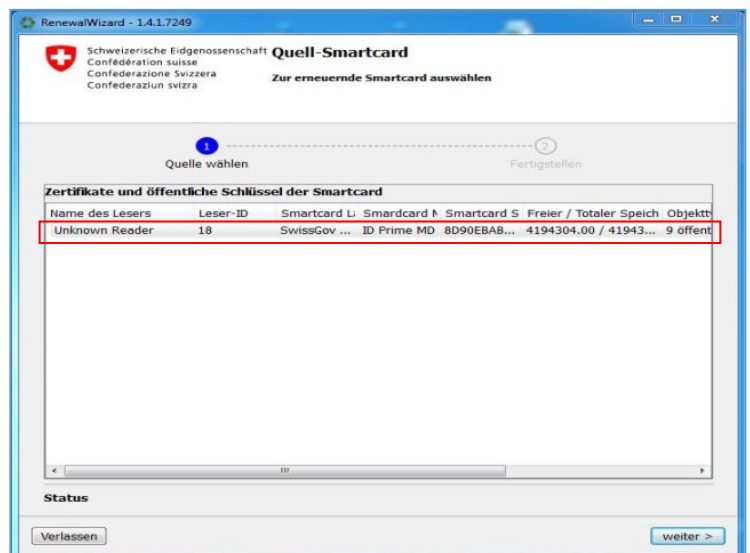 RenewalWizard - 1.4.1.7249
Schweizerische Eidgenossenschaft
Confédération suisse
Confederazione Svizzera
Confederaziun svizra
Quell-Smartcard
Zur erneuernde Smartcard auswählen
1
2
Quelle wählen
Fertigstellen
Zertifikate und öffentliche Schlüssel der Smartcard
Name des Lesers Leser-ID Smartcard Smardcard Smartcard S Freier / Totaler Speich Objektt
Unknown Reader 18 SwissGov ... ID Prime MD 8D90EBAB... 4194304.00 / 41943... 9 öffent
Status
Verlassen
weiter >